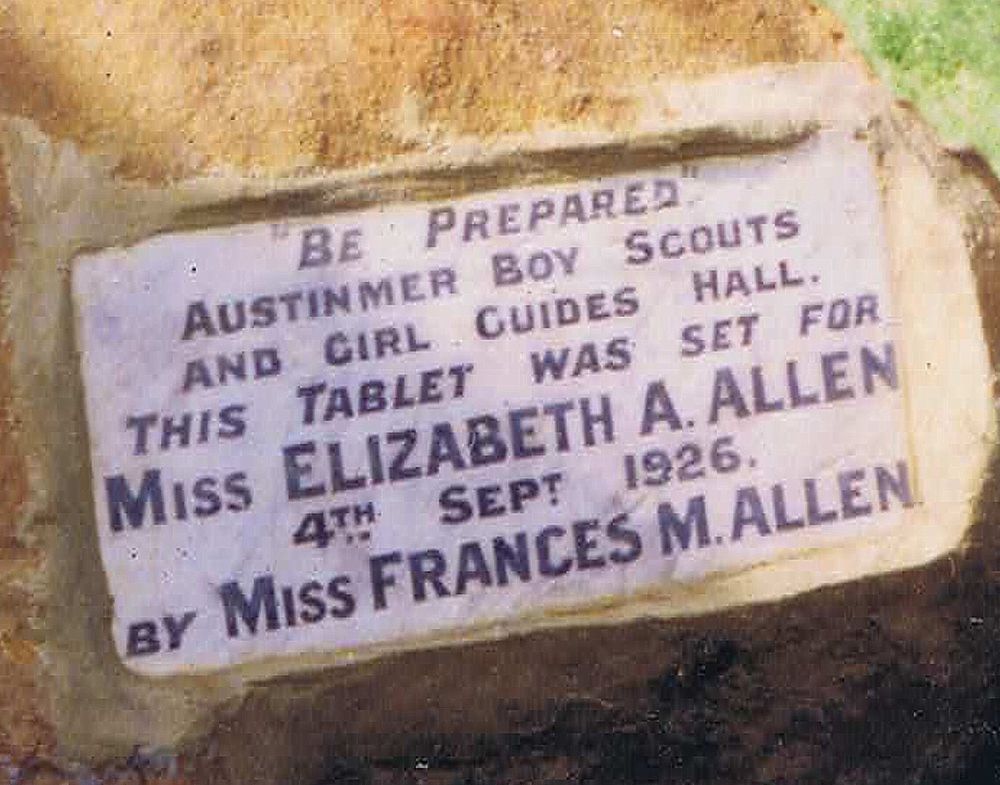 "BE PREPARED"
AUSTINMER BOY SCOUTS
AND GIRL GUIDES HALL.
THIS TABLET WAS SET FOR
MISS ELIZABETH A. ALLEN
4TH SEPT 1926.
BY MISS FRANCES M. ALLEN